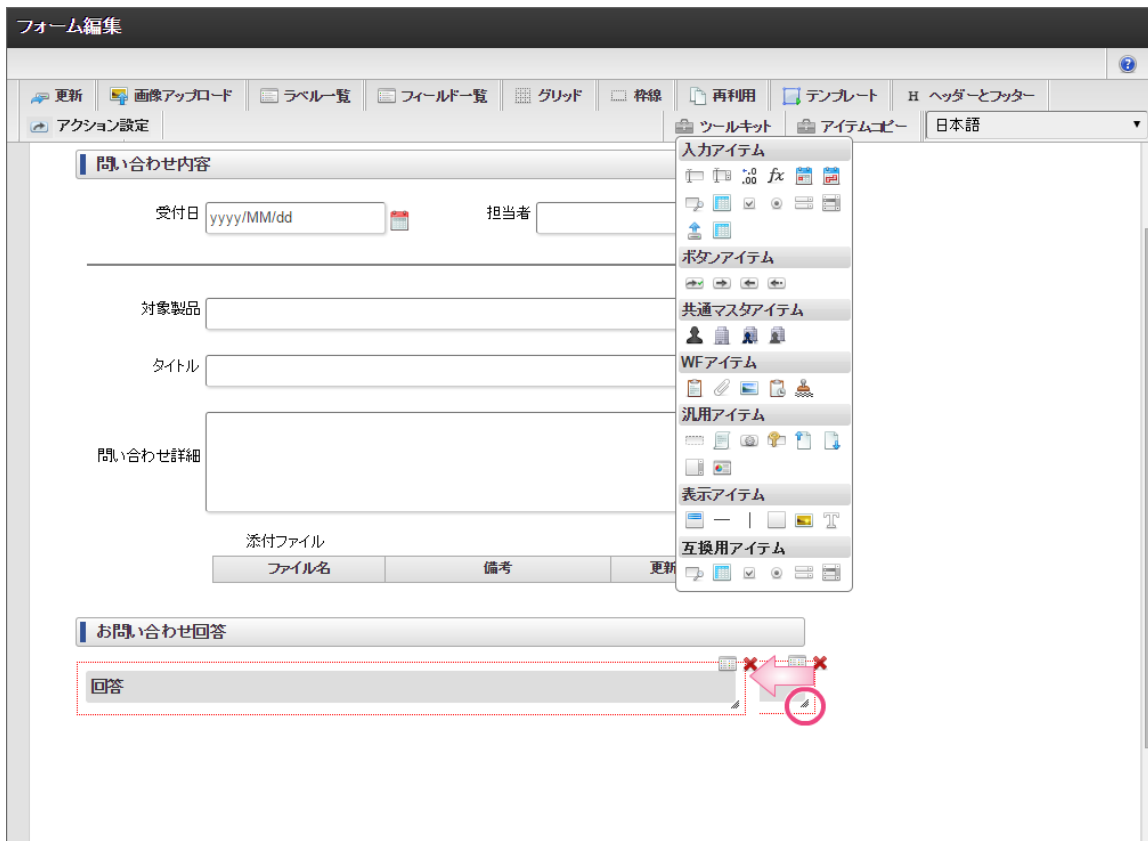 フォーム編集
更新 画像アップロード ラベル一覧 フィールド一覧 グリッド 枠線 再利用 テンプレート H ヘッダーとフッター
アクション設定 ツールキット アイテムコピー 日本語
問い合わせ内容
受付日 yyyy/MM/dd 担当者
対象製品
タイトル
問い合わせ詳細
添付ファイル
ファイル名 備考 更新
お問い合わせ回答
回答
入力アイテム
.00 fx
ボタンアイテム
共通マスタアイテム
WFアイテム
汎用アイテム
表示アイテム
T
互換用アイテム